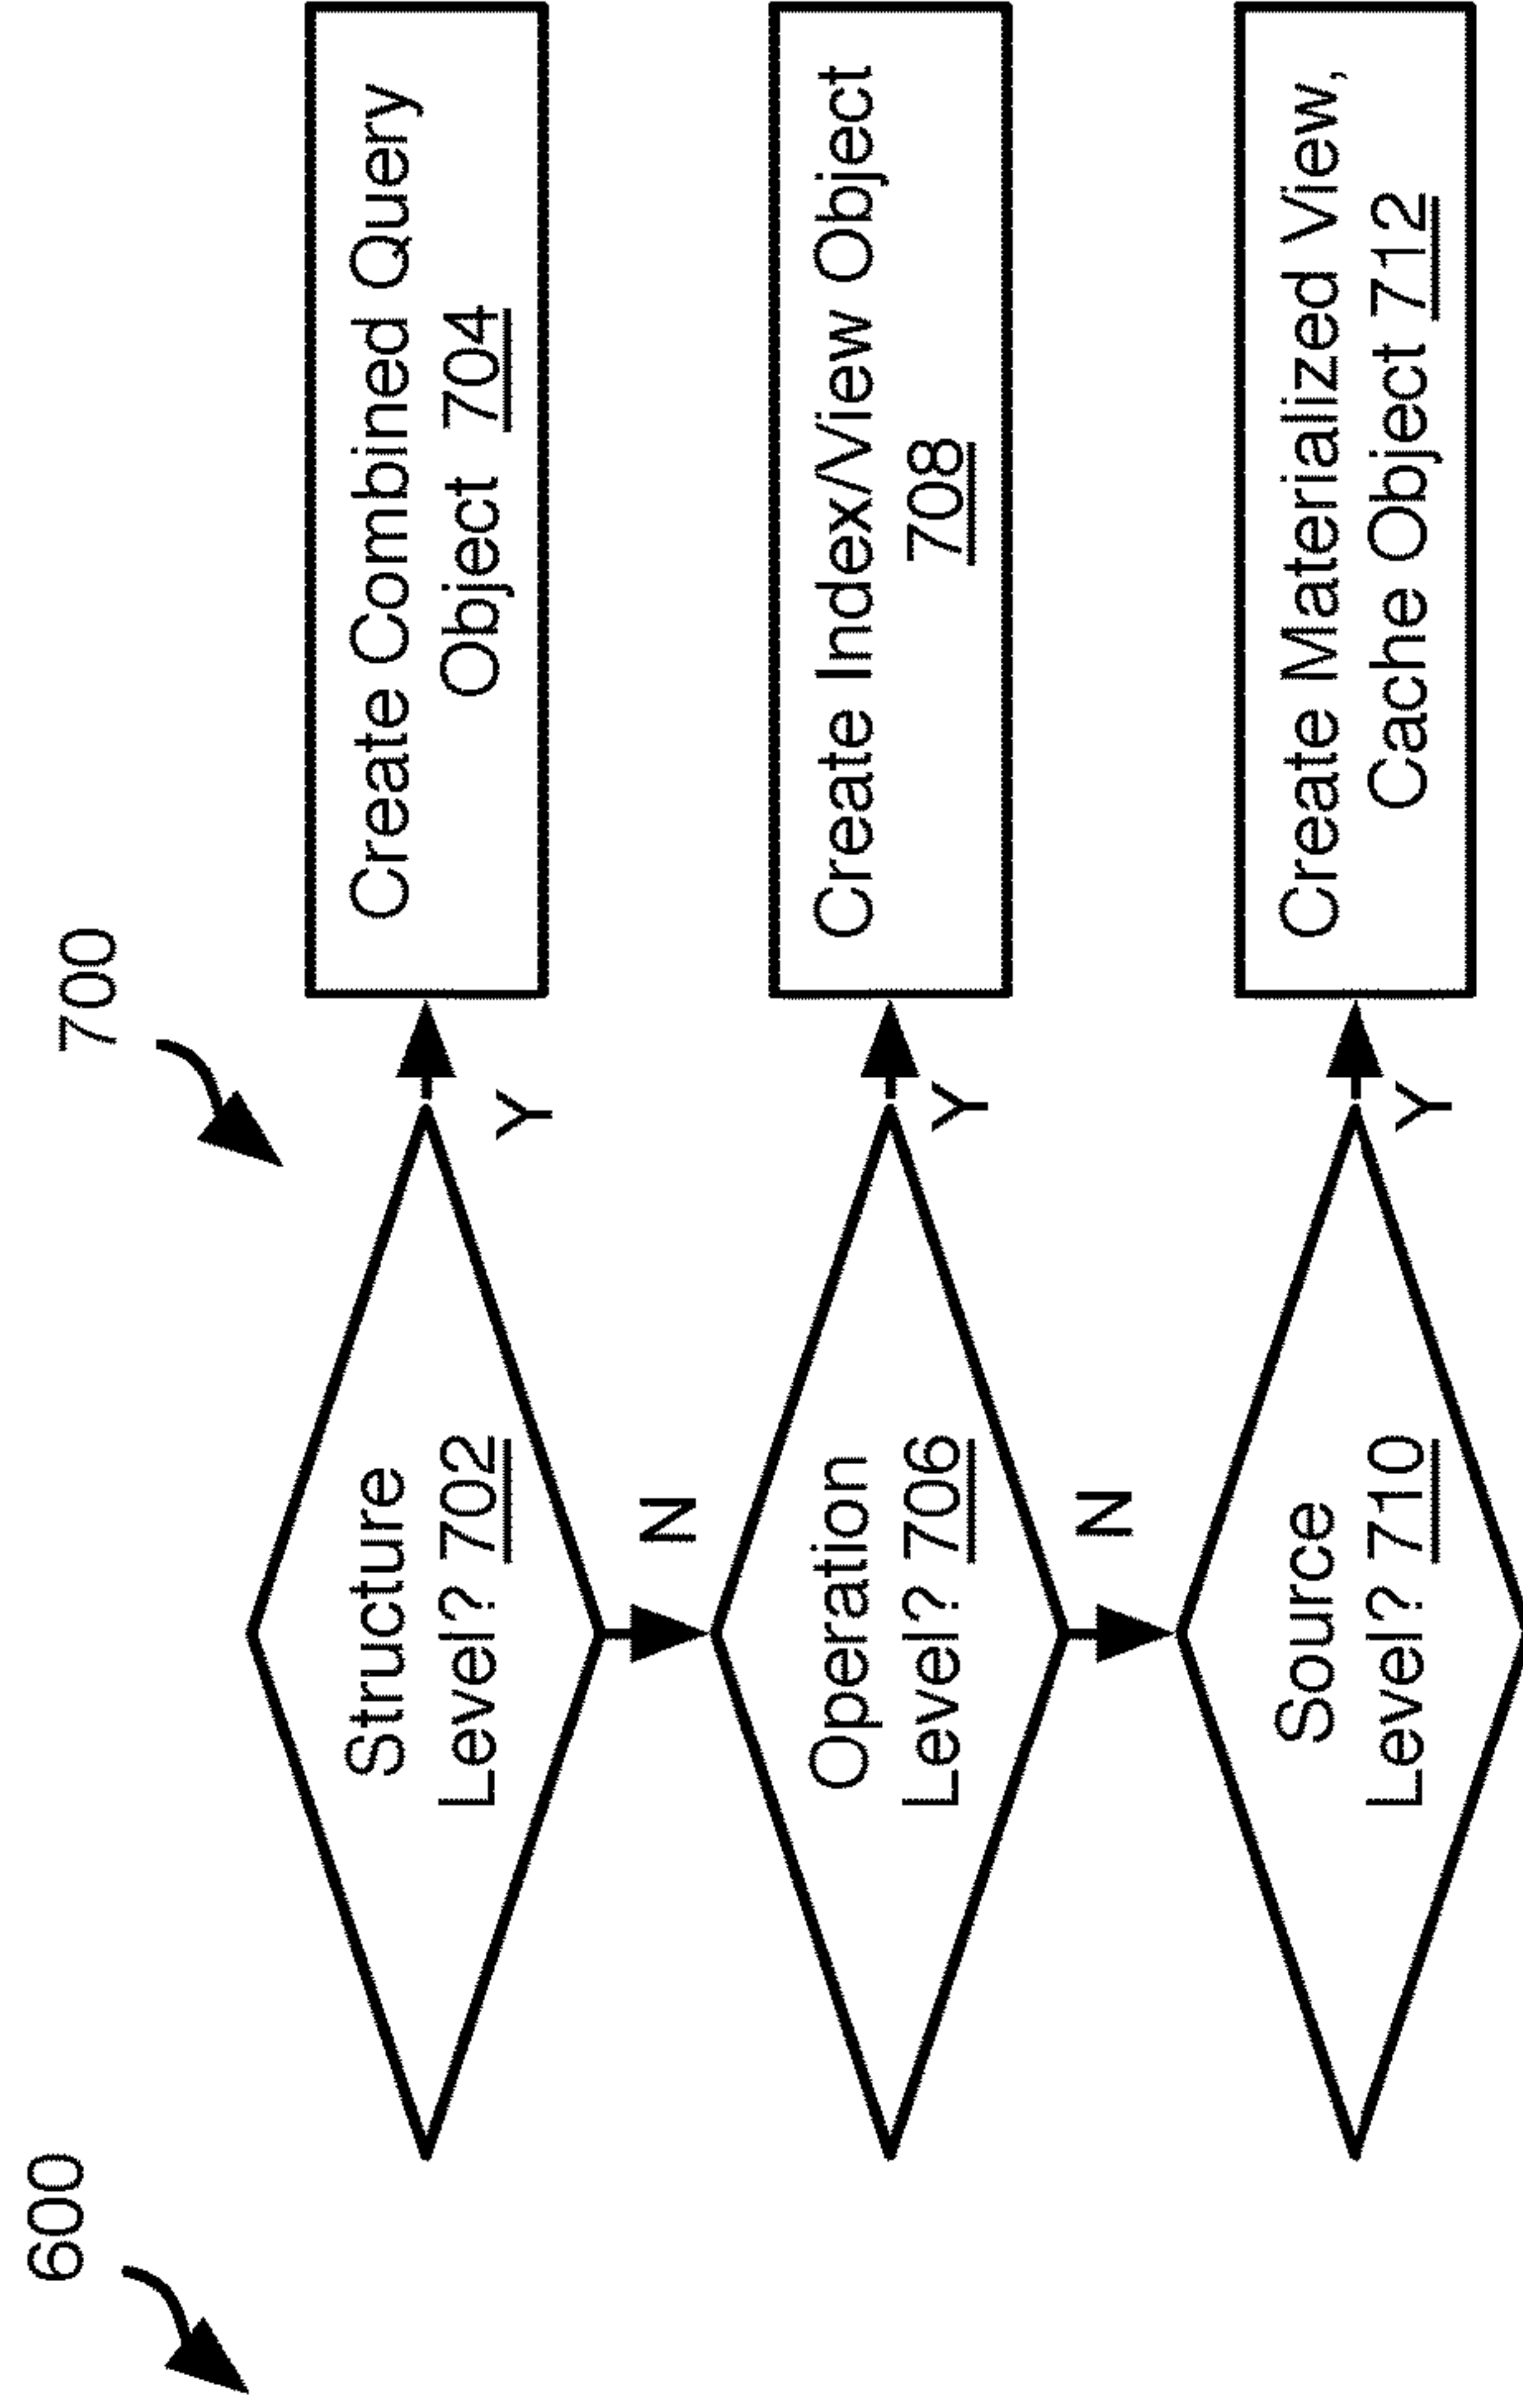 600
700
Structure
Level? 702
Y
Create Combined Query
Object 704
N
Operation
Level? 706
Y
Create Index/View Object
708
N
Source
Level? 710
Y
Create Materialized View,
Cache Object 712